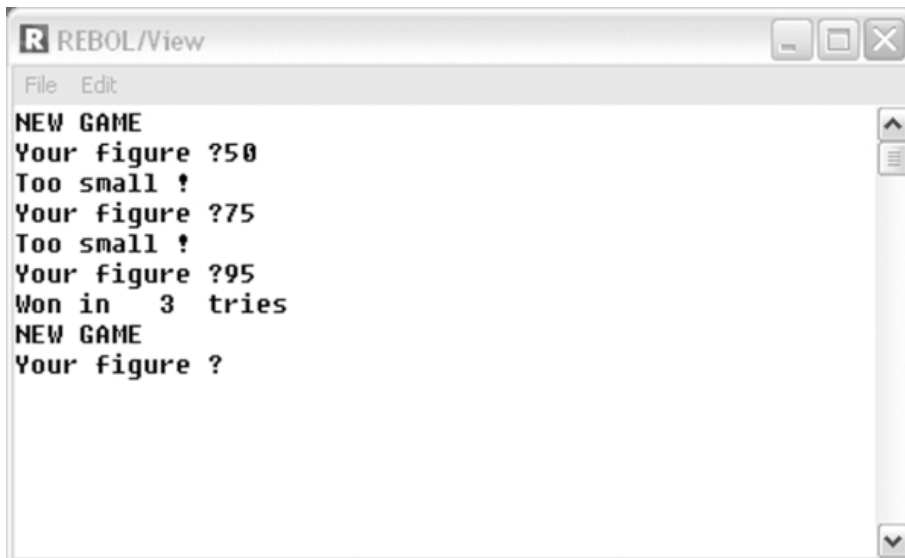 R REBOL/View
File Edit
NEW GAME
Your figure ?50
Too small !
Your figure ?75
Too small !
Your figure ?95
Won in   3  tries
NEW GAME
Your figure ?